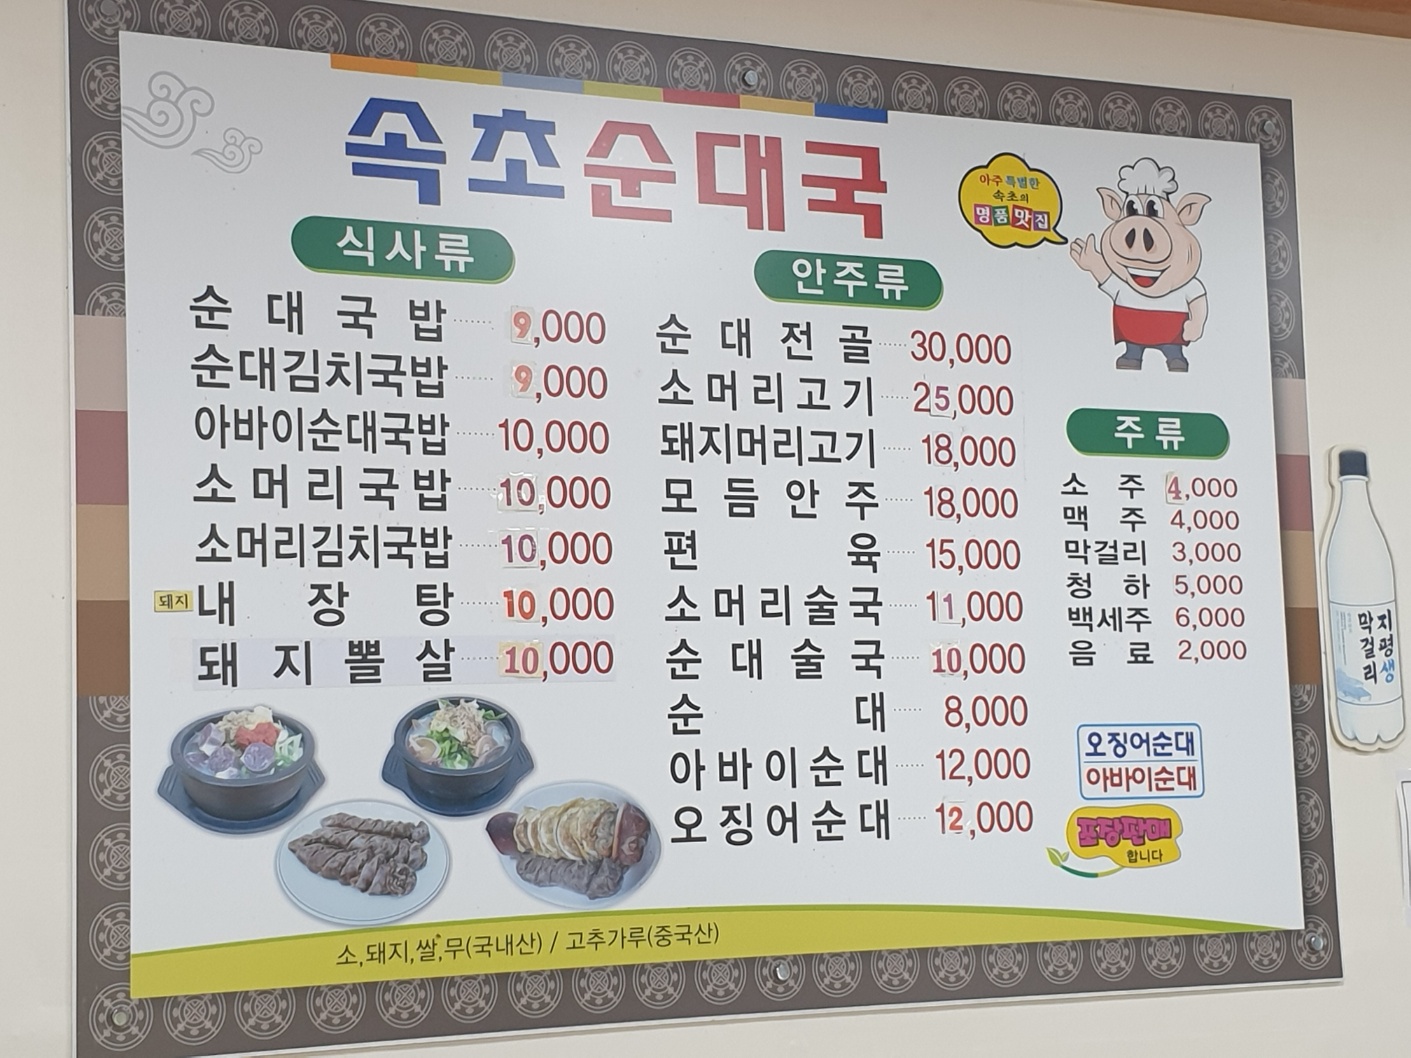 속초순대국
아주 특별한
속초의
명품맛집
식사류
순대국밥 9,000
순대김치국밥 9,000
아바이순대국밥 10,000
소머리국밥 10,000
소머리김치국밥 10,000
돼지 내장탕 10,000
돼지뽈살 10,000
안주류
순대전골 30,000
소머리고기 25,000
돼지머리고기 18,000
모듬안주 18,000
편육 15,000
소머리술국 11,000
순대술국 10,000
순대 8,000
아바이순대 12,000
오징어순대 12,000
주류
소주 4,000
맥주 4,000
막걸리 3,000
청하 5,000
백세주 6,000
음료 2,000
오징어순대
아바이순대
포장판매
합니다
소,돼지,쌀,무(국내산) / 고추가루(중국산)
지평생
막걸리